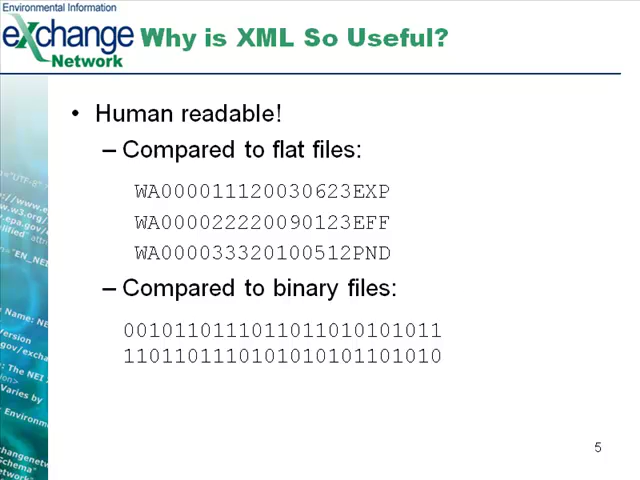 Environmental Information
eXchange
Network
Why is XML So Useful?
• Human readable!
– Compared to flat files:
WA000011120030623EXP
WA000022220090123EFF
WA000033320100512PND
– Compared to binary files:
0010110111011011010101011
1101101110101010101101010
5